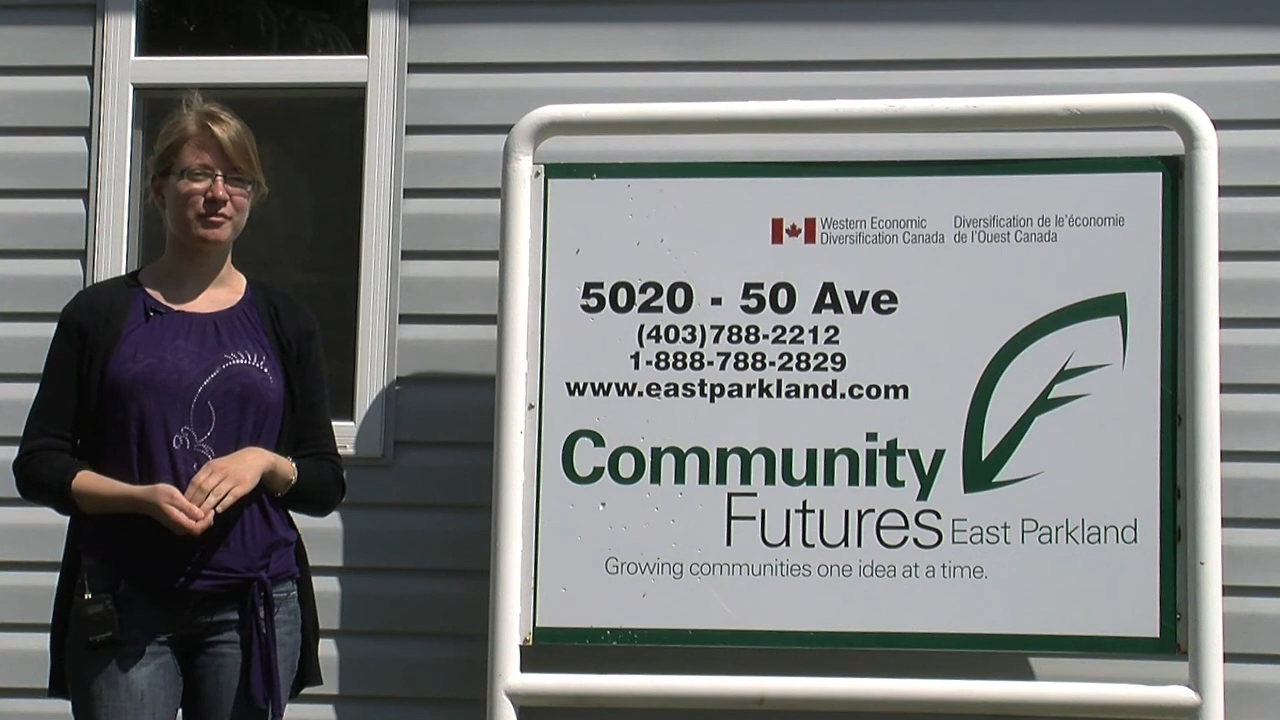 Western Economic
Diversification Canada
Diversification de le'économie
de l'Ouest Canada
5020 - 50 Ave
(403)788-2212
1-888-788-2829
www.eastparkland.com
Community
Futures East Parkland
Growing communities one idea at a time.